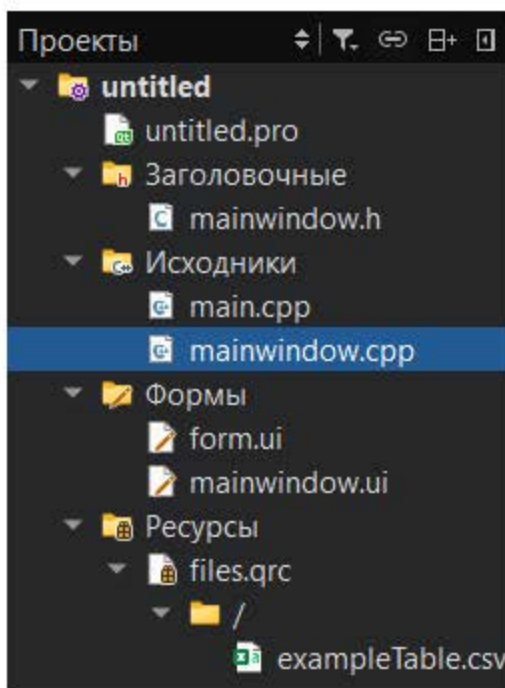 Проекты
untitled
untitled.pro
Заголовочные
mainwindow.h
Исходники
main.cpp
mainwindow.cpp
Формы
form.ui
mainwindow.ui
Ресурсы
files.qrc
/
exampleTable.csv